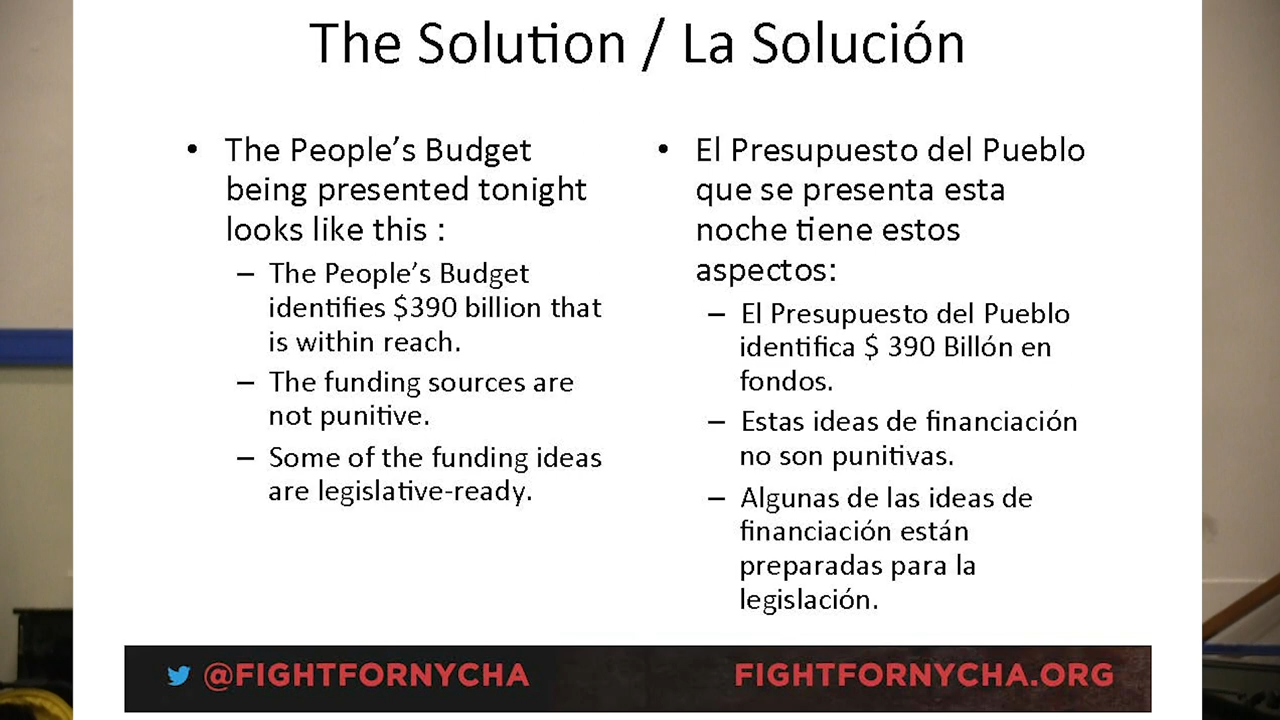 The Solution / La Solución
• The People’s Budget
being presented tonight
looks like this :
– The People’s Budget
identifies $390 billion that
is within reach.
– The funding sources are
not punitive.
– Some of the funding ideas
are legislative-ready.
• El Presupuesto del Pueblo
que se presenta esta
noche tiene estos
aspectos:
– El Presupuesto del Pueblo
identifica $ 390 Billón en
fondos.
– Estas ideas de financiación
no son punitivas.
– Algunas de las ideas de
financiación están
preparadas para la
legislación.
@FIGHTFORNYCHA
FIGHTFORNYCHA.ORG